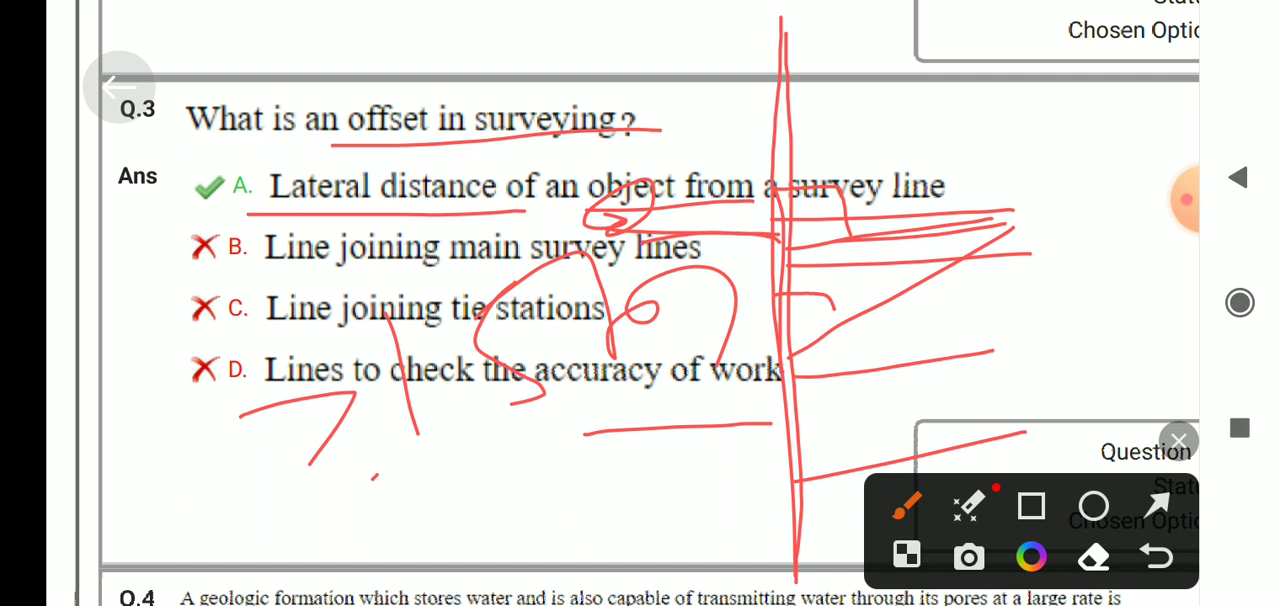 Chosen Optic
Q.3 What is an offset in surveying?
Ans A. Lateral distance of an object from a survey line
B. Line joining main survey lines
C. Line joining tie stations
D. Lines to check the accuracy of work
Question
Chosen Optic
Q.4 A geologic formation which stores water and is also capable of transmitting water through its pores at a large rate is